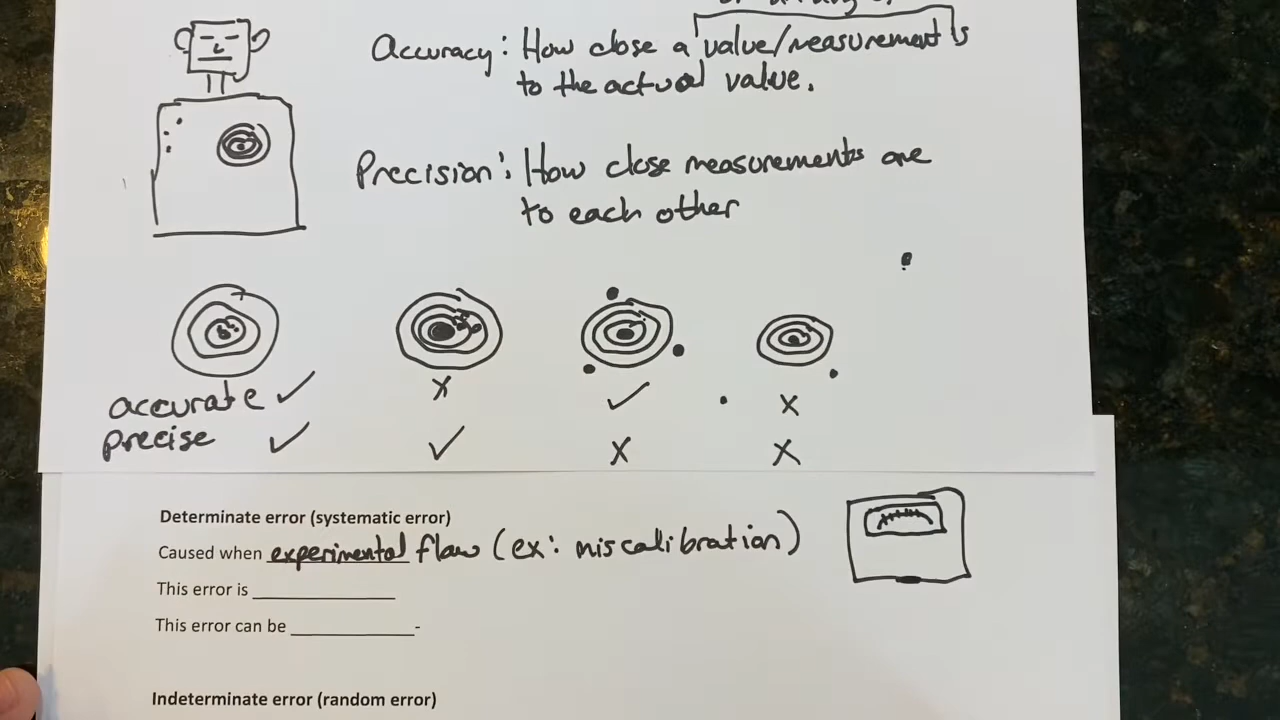 Accuracy: How close a value/measurement is
to the actual value.
Precision: How close measurements are
to each other
accurate ✓ x ✓ x
precise ✓ ✓ x x
Determinate error (systematic error)
Caused when experimental flaw (ex: miscalibration)
This error is ____________
This error can be ____________-
Indeterminate error (random error)